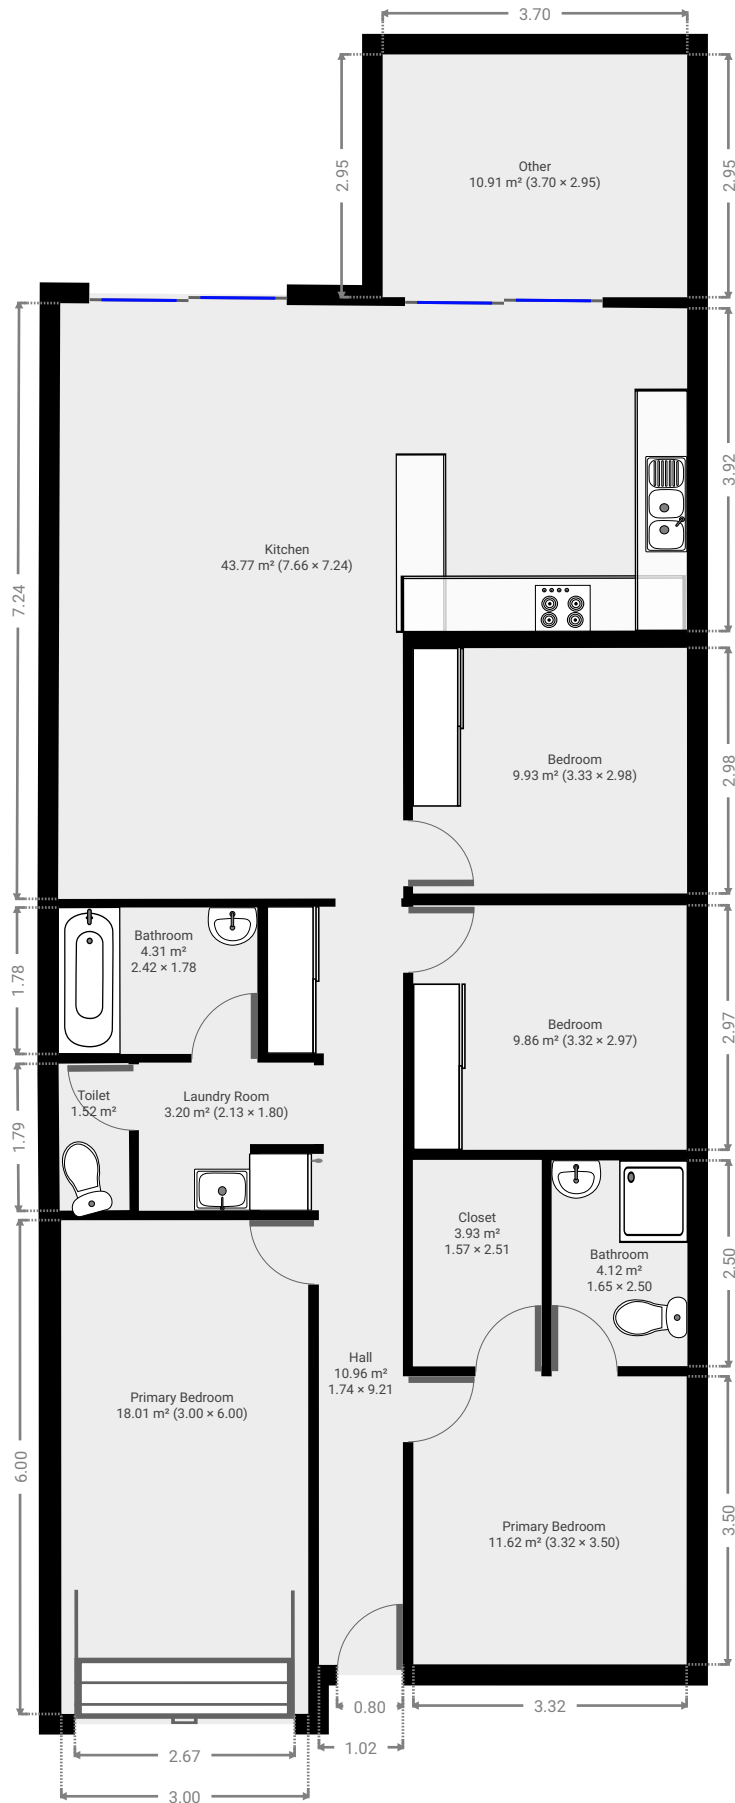 3.70
2.95
2.95
Other
10.91 m² (3.70 × 2.95)
7.24
3.92
Kitchen
43.77 m² (7.66 × 7.24)
2.98
Bedroom
9.93 m² (3.33 × 2.98)
1.78
Bathroom
4.31 m²
2.42 × 1.78
2.97
Bedroom
9.86 m² (3.32 × 2.97)
1.79
Toilet
1.52 m²
Laundry Room
3.20 m² (2.13 × 1.80)
Closet
3.93 m²
1.57 × 2.51
Bathroom
4.12 m²
1.65 × 2.50
2.50
Hall
10.96 m²
1.74 × 9.21
6.00
Primary Bedroom
18.01 m² (3.00 × 6.00)
Primary Bedroom
11.62 m² (3.32 × 3.50)
3.50
0.80
3.32
1.02
2.67
3.00